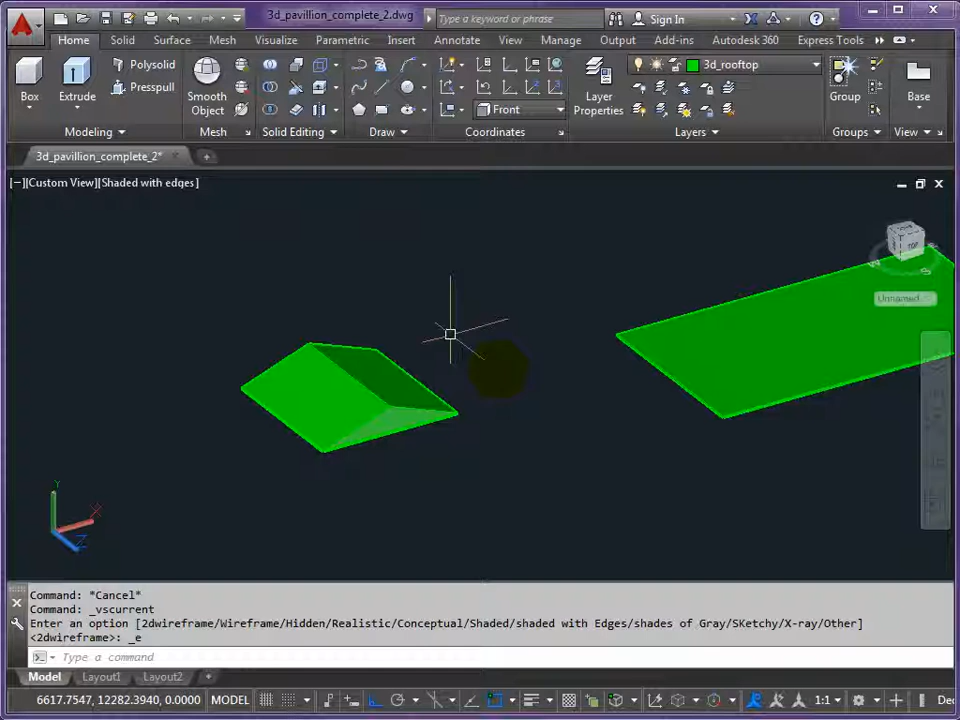 3d_pavillion_complete_2.dwg
Type a keyword or phrase
Sign In
Home Solid Surface Mesh Visualize Parametric Insert Annotate View Manage Output Add-ins Autodesk 360 Express Tools
Box
Extrude
Polysolid
Presspull
Smooth
Object
Front
Layer
Properties
3d_rooftop
Group
Base
Modeling Mesh Solid Editing Draw Coordinates Layers Groups View
3d_pavillion_complete_2*
[−][Custom View][Shaded with edges]
TOP
W
S
Unnamed
Y
X
Z
Command: *Cancel*
Command: _vscurrent
Enter an option [2dwireframe/Wireframe/Hidden/Realistic/Conceptual/Shaded/shaded with Edges/shades of Gray/SKetchy/X-ray/Other]
<2dwireframe>: _e
Type a command
Model Layout1 Layout2 +
6617.7547, 12282.3940, 0.0000 MODEL 1:1 Dec